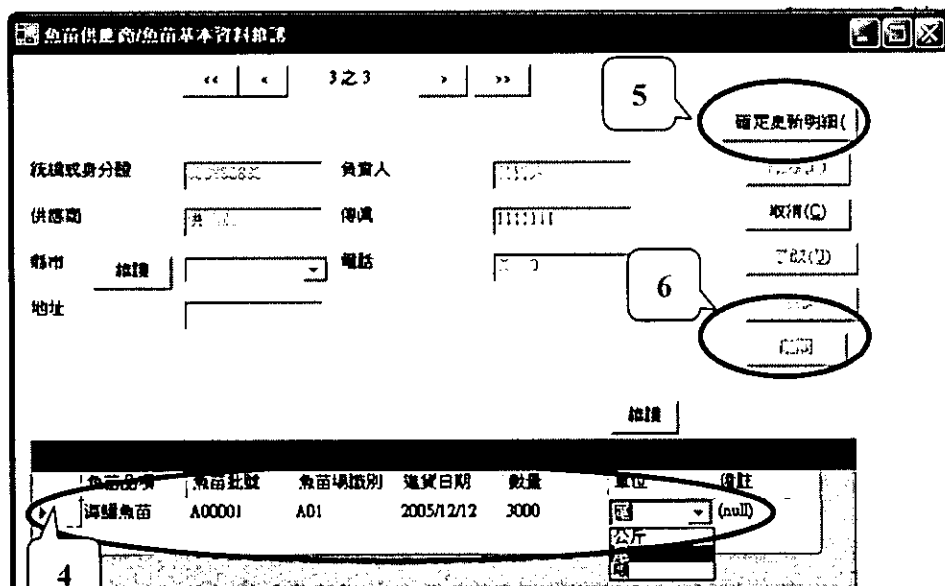 魚苗供應商/魚苗基本資料維護
<< < 3之3 > >>
5
確定更新明細(
統編或身分證 負責人
供應商 傳真 1111111 取消(C)
縣市 維護 電話
6
地址
維護
魚苗品項 魚苗批號 魚苗場識別 進貨日期 數量 單位 備註
海鱺魚苗 A00001 A01 2005/12/12 3000 (null)
公斤
4